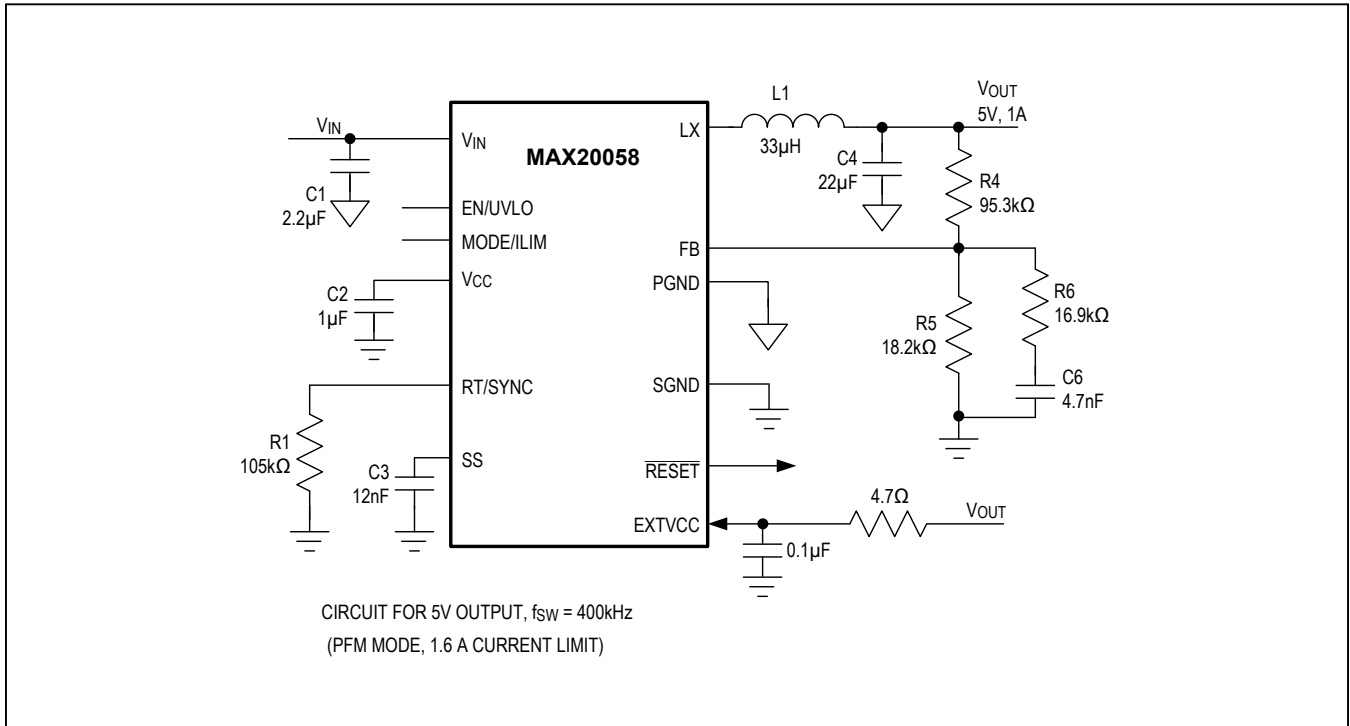 VIN
C1
2.2µF
VIN
EN/UVLO
MODE/ILIM
VCC
C2
1µF
RT/SYNC
R1
105kΩ
SS
C3
12nF
MAX20058
LX
FB
PGND
SGND
RESET
EXTVCC
L1
33µH
C4
22µF
VOUT
5V, 1A
R4
95.3kΩ
R5
18.2kΩ
R6
16.9kΩ
C6
4.7nF
4.7Ω
VOUT
0.1µF
CIRCUIT FOR 5V OUTPUT, fSW = 400kHz
(PFM MODE, 1.6 A CURRENT LIMIT)